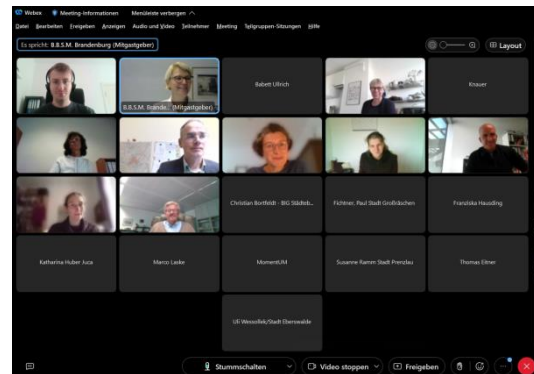 Webex
Meeting-Informationen
Menüleiste verbergen
Datei Bearbeiten Freigeben Anzeigen Audio und Video Teilnehmer Meeting Teilgruppen-Sitzungen Hilfe
Es spricht: B.B.S.M. Brandenburg (Mitgastgeber)
Layout
B.B.S.M. Brande... (Mitgastgeber)
Babett Ullrich
Knauer
Christian Bortfeldt - BIG Städteb...
Fichtner, Paul Stadt Großräschen
Franziska Hausding
Katharina Huber Juca
Marco Laske
MomentUM
Susanne Ramm Stadt Prenzlau
Thomas Ellner
Uli Wessollek/Stadt Eberswalde
Stummschalten
Video stoppen
Freigeben